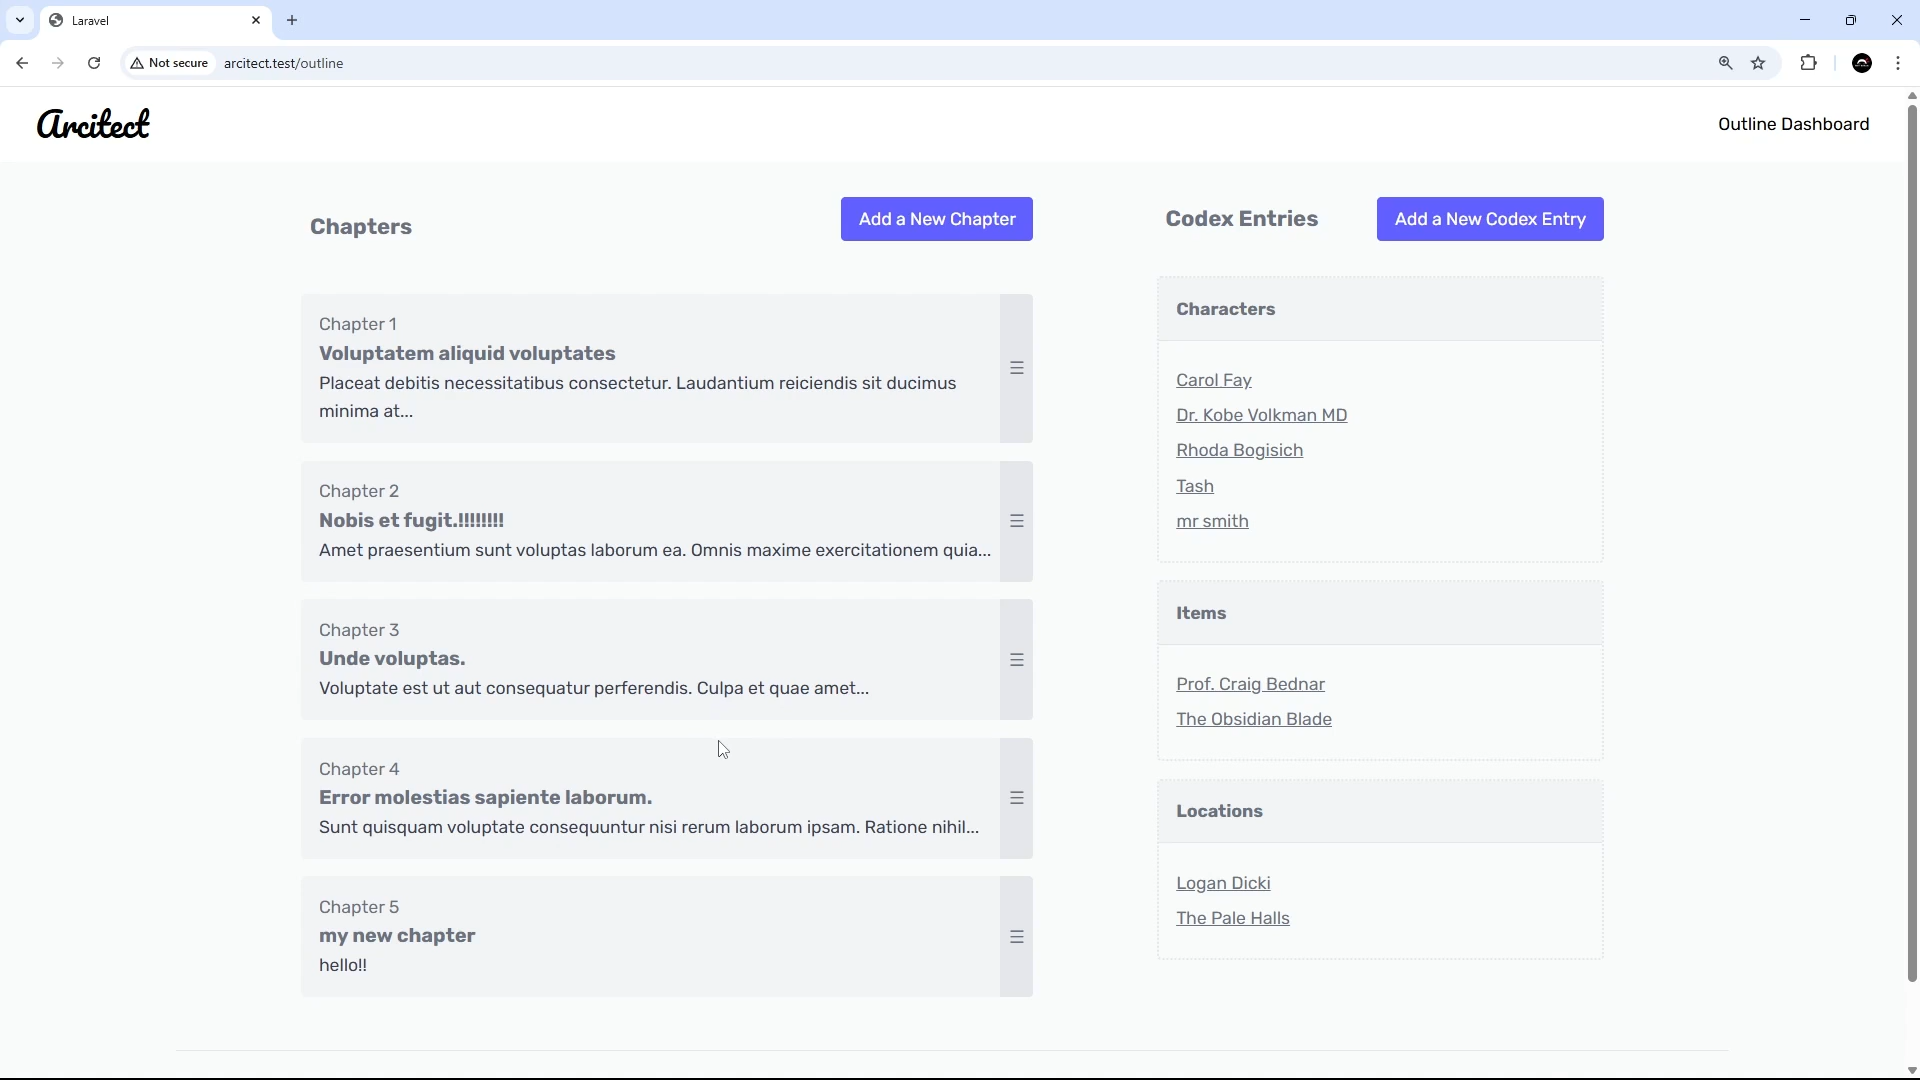 Laravel
Not secure
arcitect.test/outline
Arcitect
Outline Dashboard
Chapters
Add a New Chapter
Chapter 1
Voluptatem aliquid voluptates
Placeat debitis necessitatibus consectetur. Laudantium reiciendis sit ducimus
minima at...
Chapter 2
Nobis et fugit.!!!!!!!!
Amet praesentium sunt voluptas laborum ea. Omnis maxime exercitationem quia...
Chapter 3
Unde voluptas.
Voluptate est ut aut consequatur perferendis. Culpa et quae amet...
Chapter 4
Error molestias sapiente laborum.
Sunt quisquam voluptate consequuntur nisi rerum laborum ipsam. Ratione nihil...
Chapter 5
my new chapter
hello!!
Codex Entries
Add a New Codex Entry
Characters
Carol Fay
Dr. Kobe Volkman MD
Rhoda Bogisich
Tash
mr smith
Items
Prof. Craig Bednar
The Obsidian Blade
Locations
Logan Dicki
The Pale Halls